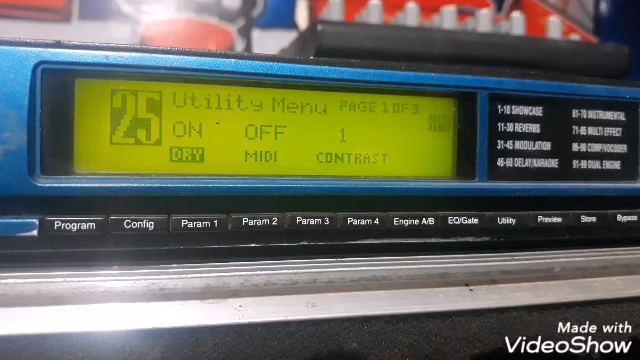 25 Utility Menu PAGE 1 OF 3
ON OFF 1
DRY MIDI CONTRAST
1-10 SHOWCASE 61-70 INSTRUMENTAL
11-30 REVERBS 71-85 MULTI EFFECT
31-45 MODULATION 86-90 COMP/VOCODER
46-60 DELAY/KARAOKE 91-99 DUAL ENGINE
Program Config Param 1 Param 2 Param 3 Param 4 Engine A/B EQ/Gate Utility Preview Store Bypass
Made with
VideoShow